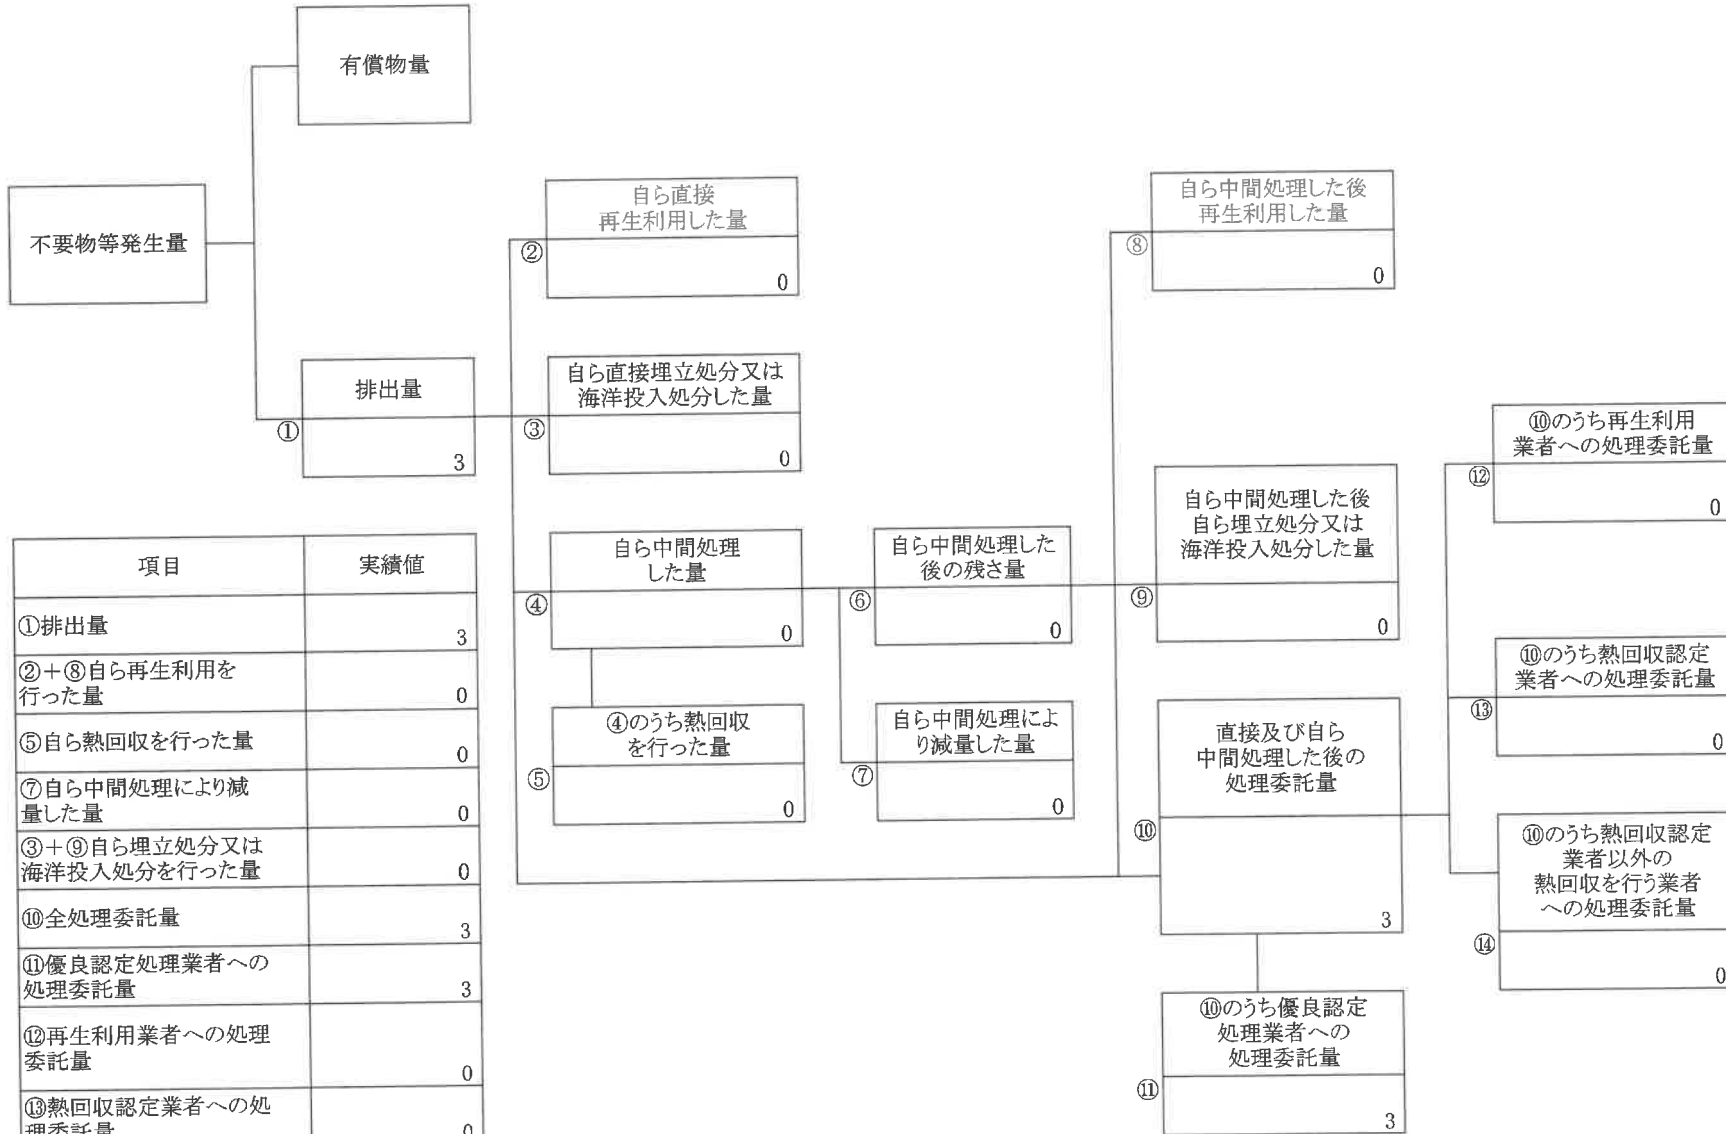 有償物量
不要物等発生量
排出量
①
3
自ら直接
再生利用した量
②
0
自ら直接埋立処分又は
海洋投入処分した量
③
0
自ら中間処理
した量
④
0
④のうち熱回収
を行った量
⑤
0
自ら中間処理した
後の残さ量
⑥
0
自ら中間処理によ
り減量した量
⑦
0
自ら中間処理した後
再生利用した量
⑧
0
自ら中間処理した後
自ら埋立処分又は
海洋投入処分した量
⑨
0
直接及び自ら
中間処理した後の
処理委託量
⑩
3
⑩のうち優良認定
処理業者への
処理委託量
⑪
3
⑩のうち再生利用
業者への処理委託量
⑫
0
⑩のうち熱回収認定
業者への処理委託量
⑬
0
⑩のうち熱回収認定
業者以外の
熱回収を行う業者
への処理委託量
⑭
0
項目 実績値
①排出量 3
②＋⑧自ら再生利用を
行った量 0
⑤自ら熱回収を行った量 0
⑦自ら中間処理により減
量した量 0
③＋⑨自ら埋立処分又は
海洋投入処分を行った量 0
⑩全処理委託量 3
⑪優良認定処理業者への
処理委託量 3
⑫再生利用業者への処理
委託量 0
⑬熱回収認定業者への処
理委託量 0